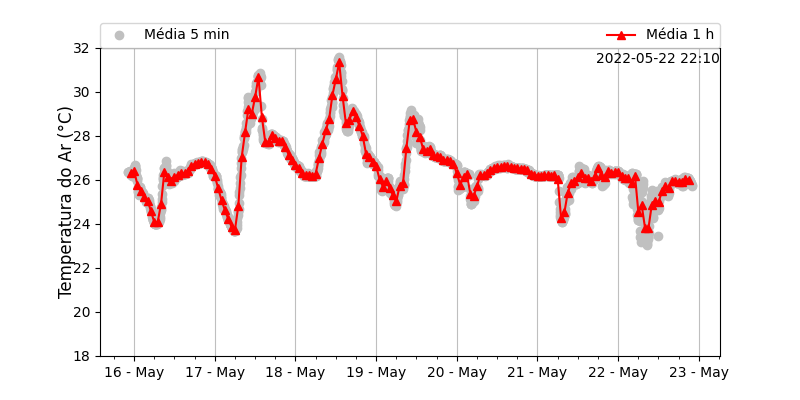 Média 5 min
Média 1 h
2022-05-22 22:10
Temperatura do Ar (°C)
32
30
28
26
24
22
20
18
16 - May
17 - May
18 - May
19 - May
20 - May
21 - May
22 - May
23 - May